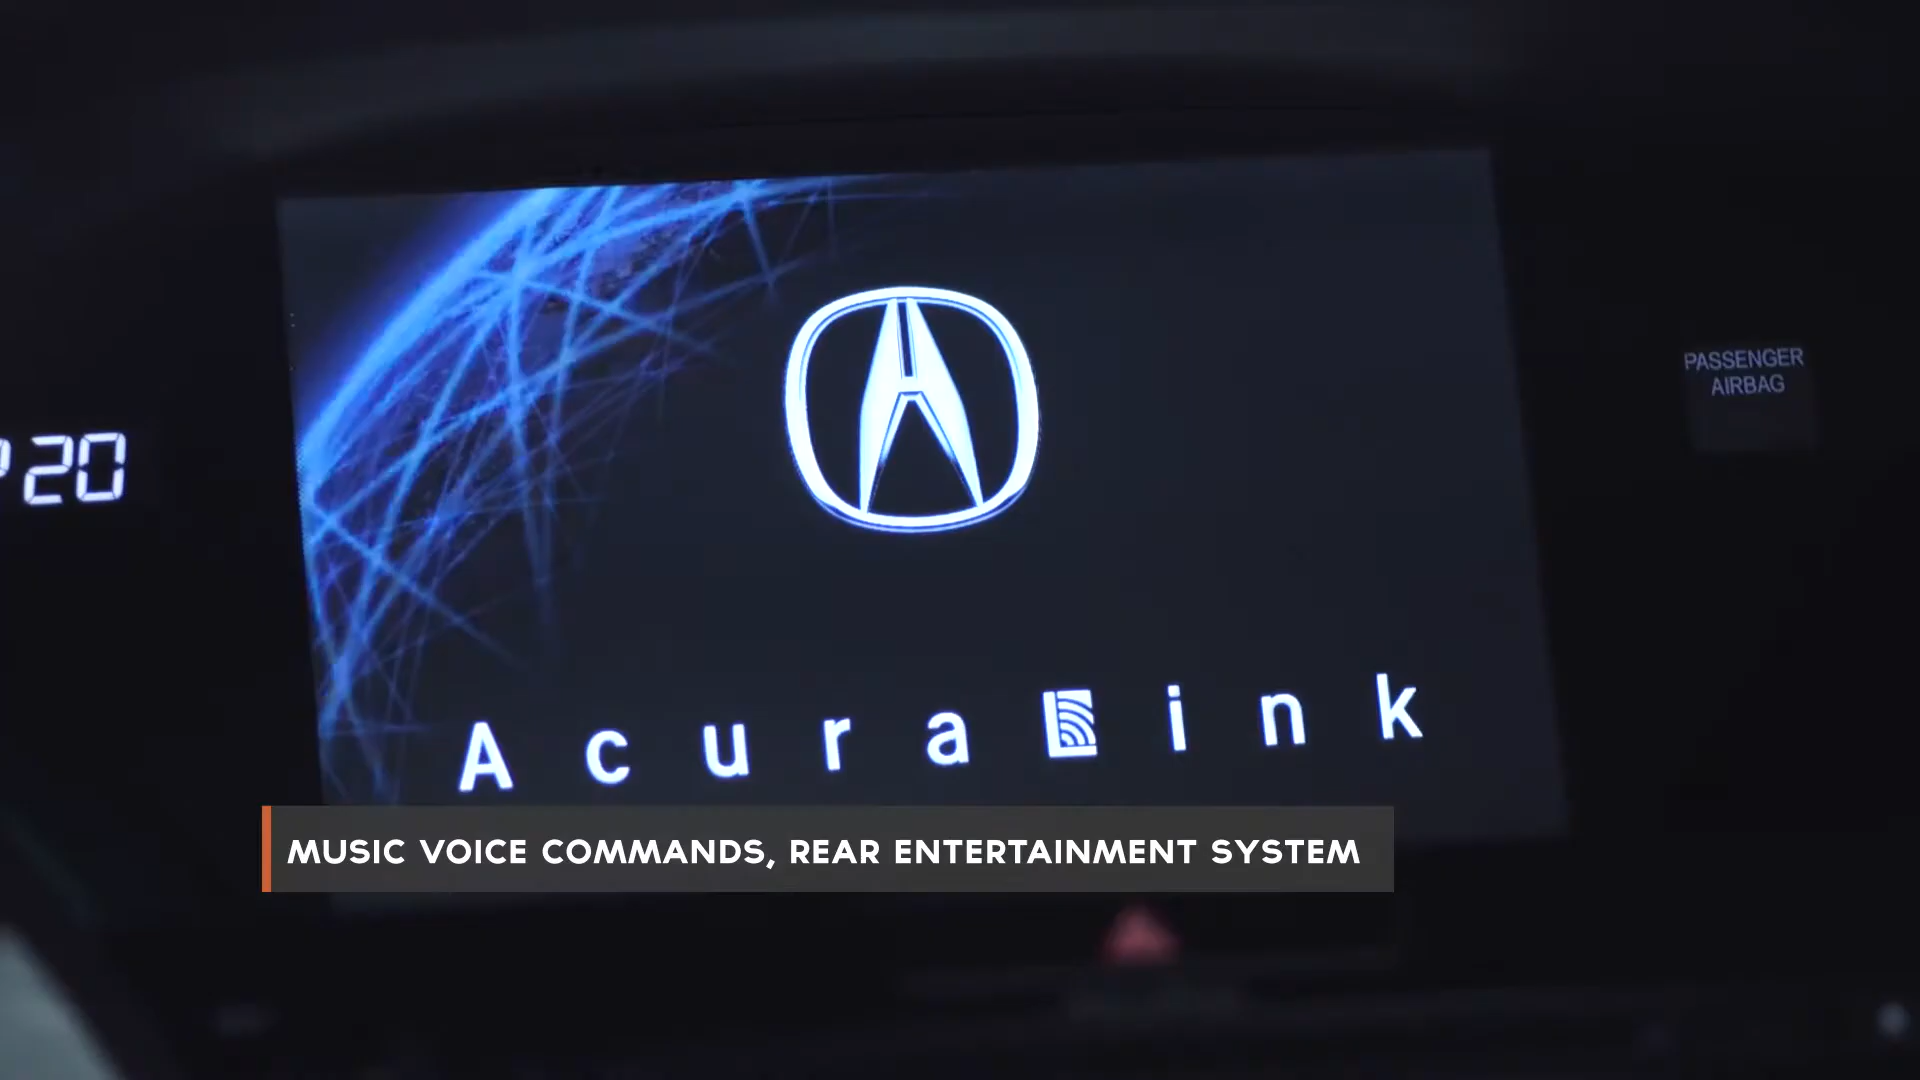 20
PASSENGER
AIRBAG
AcuraLink
MUSIC VOICE COMMANDS, REAR ENTERTAINMENT SYSTEM